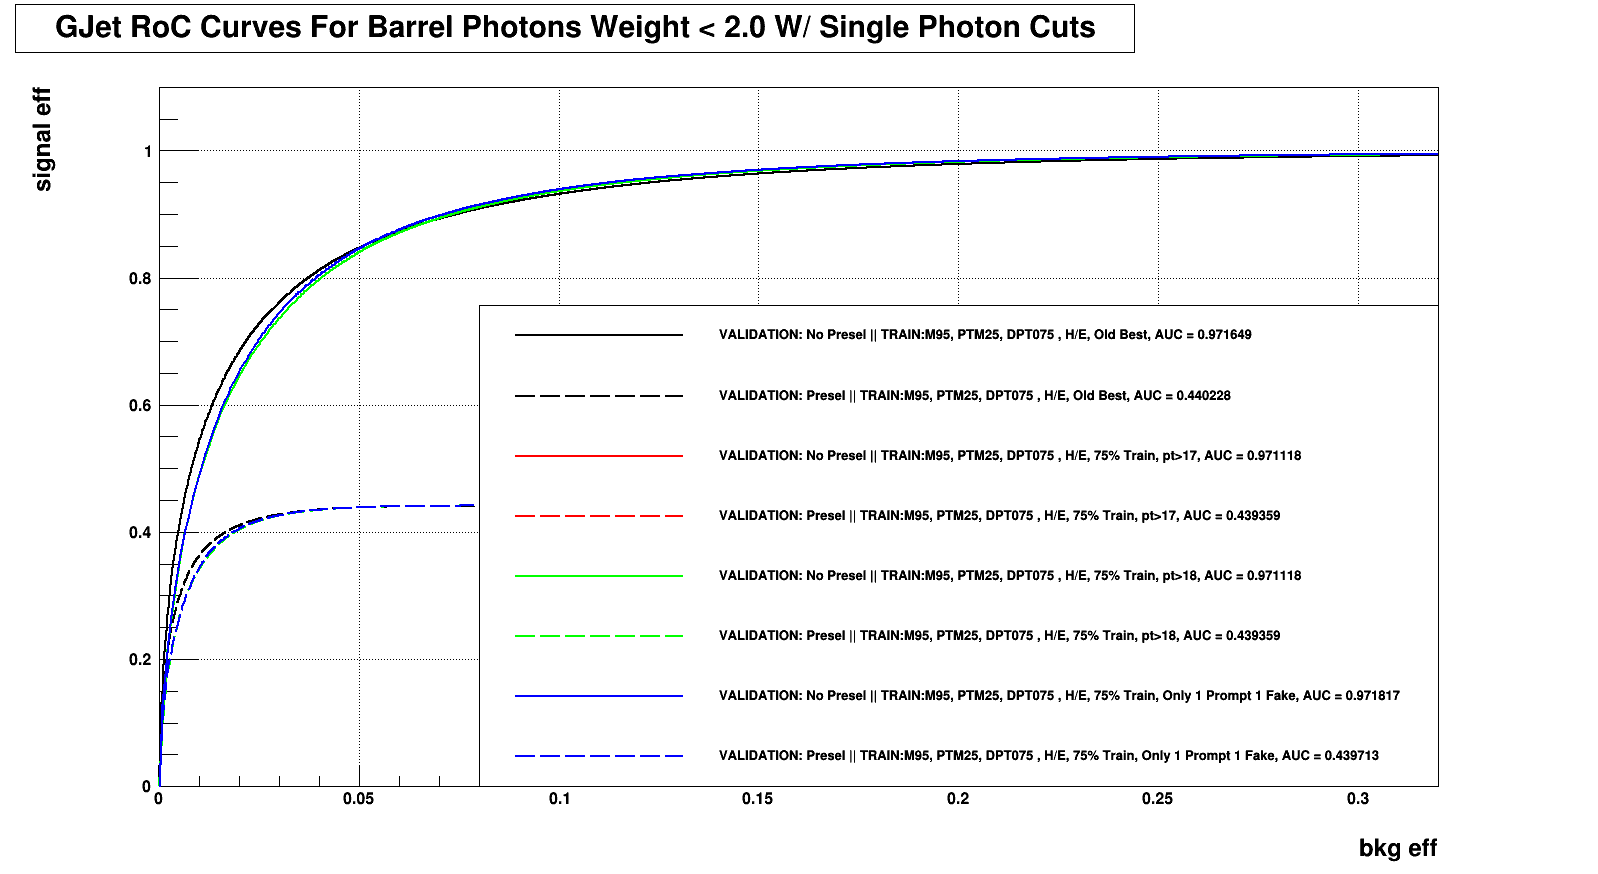 GJet RoC Curves For Barrel Photons Weight < 2.0 W/ Single Photon Cuts
signal eff
1
0.8
0.6
0.4
0.2
0
VALIDATION: No Presel || TRAIN:M95, PTM25, DPT075 , H/E, Old Best, AUC = 0.971649
VALIDATION: Presel || TRAIN:M95, PTM25, DPT075 , H/E, Old Best, AUC = 0.440228
VALIDATION: No Presel || TRAIN:M95, PTM25, DPT075 , H/E, 75% Train, pt>17, AUC = 0.971118
VALIDATION: Presel || TRAIN:M95, PTM25, DPT075 , H/E, 75% Train, pt>17, AUC = 0.439359
VALIDATION: No Presel || TRAIN:M95, PTM25, DPT075 , H/E, 75% Train, pt>18, AUC = 0.971118
VALIDATION: Presel || TRAIN:M95, PTM25, DPT075 , H/E, 75% Train, pt>18, AUC = 0.439359
VALIDATION: No Presel || TRAIN:M95, PTM25, DPT075 , H/E, 75% Train, Only 1 Prompt 1 Fake, AUC = 0.971817
VALIDATION: Presel || TRAIN:M95, PTM25, DPT075 , H/E, 75% Train, Only 1 Prompt 1 Fake, AUC = 0.439713
0 0.05 0.1 0.15 0.2 0.25 0.3
bkg eff